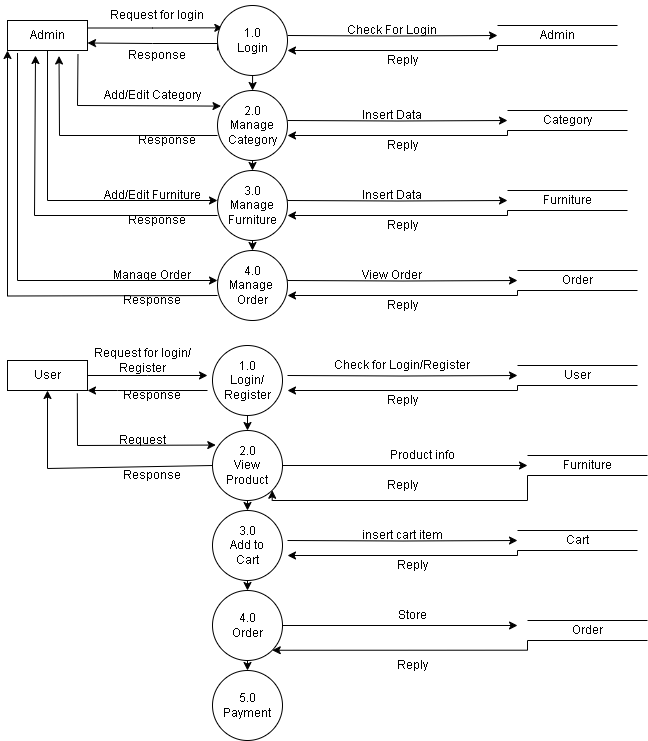 Request for login
Admin
1.0
Login
Check For Login
Admin
Response
Reply
Add/Edit Category
2.0
Manage
Category
Insert Data
Category
Response
Reply
Add/Edit Furniture
3.0
Manage
Furniture
Insert Data
Furniture
Response
Reply
Manage Order
4.0
Manage
Order
View Order
Order
Response
Reply
Request for login/
Register
User
1.0
Login/
Register
Check for Login/Register
User
Response
Reply
Request
2.0
View
Product
Product info
Furniture
Response
Reply
3.0
Add to
Cart
insert cart item
Cart
Reply
4.0
Order
Store
Order
Reply
5.0
Payment